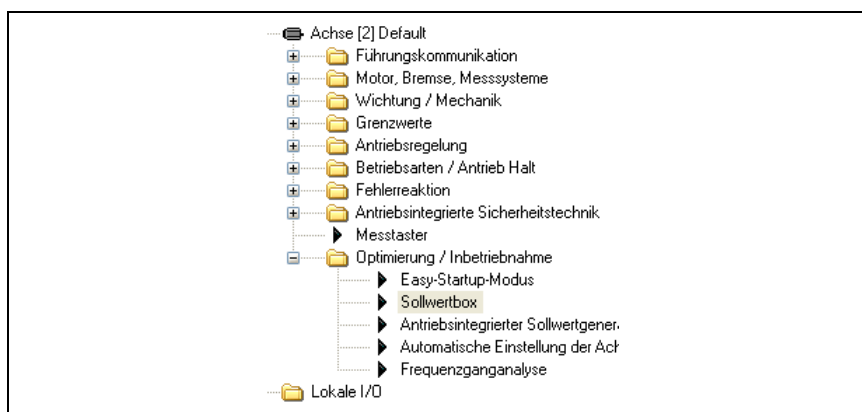 Achse [2] Default
Führungskommunikation
Motor, Bremse, Messsysteme
Wichtung / Mechanik
Grenzwerte
Antriebsregelung
Betriebsarten / Antrieb Halt
Fehlerreaktion
Antriebsintegrierte Sicherheitstechnik
Messtaster
Optimierung / Inbetriebnahme
Easy-Startup-Modus
Sollwertbox
Antriebsintegrierter Sollwertgener
Automatische Einstellung der Ach
Frequenzganganalyse
Lokale I/O